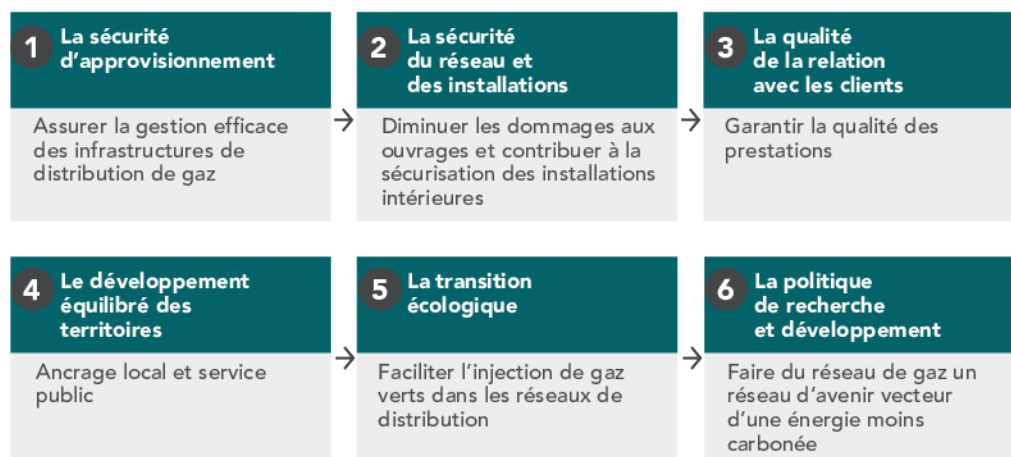 1
La sécurité
d'approvisionnement
Assurer la gestion efficace
des infrastructures de
distribution de gaz
2
La sécurité
du réseau et
des installations
Diminuer les dommages aux
ouvrages et contribuer à la
sécurisation des installations
intérieures
3
La qualité
de la relation
avec les clients
Garantir la qualité des
prestations
4
Le développement
équilibré des
territoires
Ancrage local et service
public
5
La transition
écologique
Faciliter l'injection de gaz
verts dans les réseaux de
distribution
6
La politique
de recherche
et développement
Faire du réseau de gaz un
réseau d'avenir vecteur
d'une énergie moins
carbonée